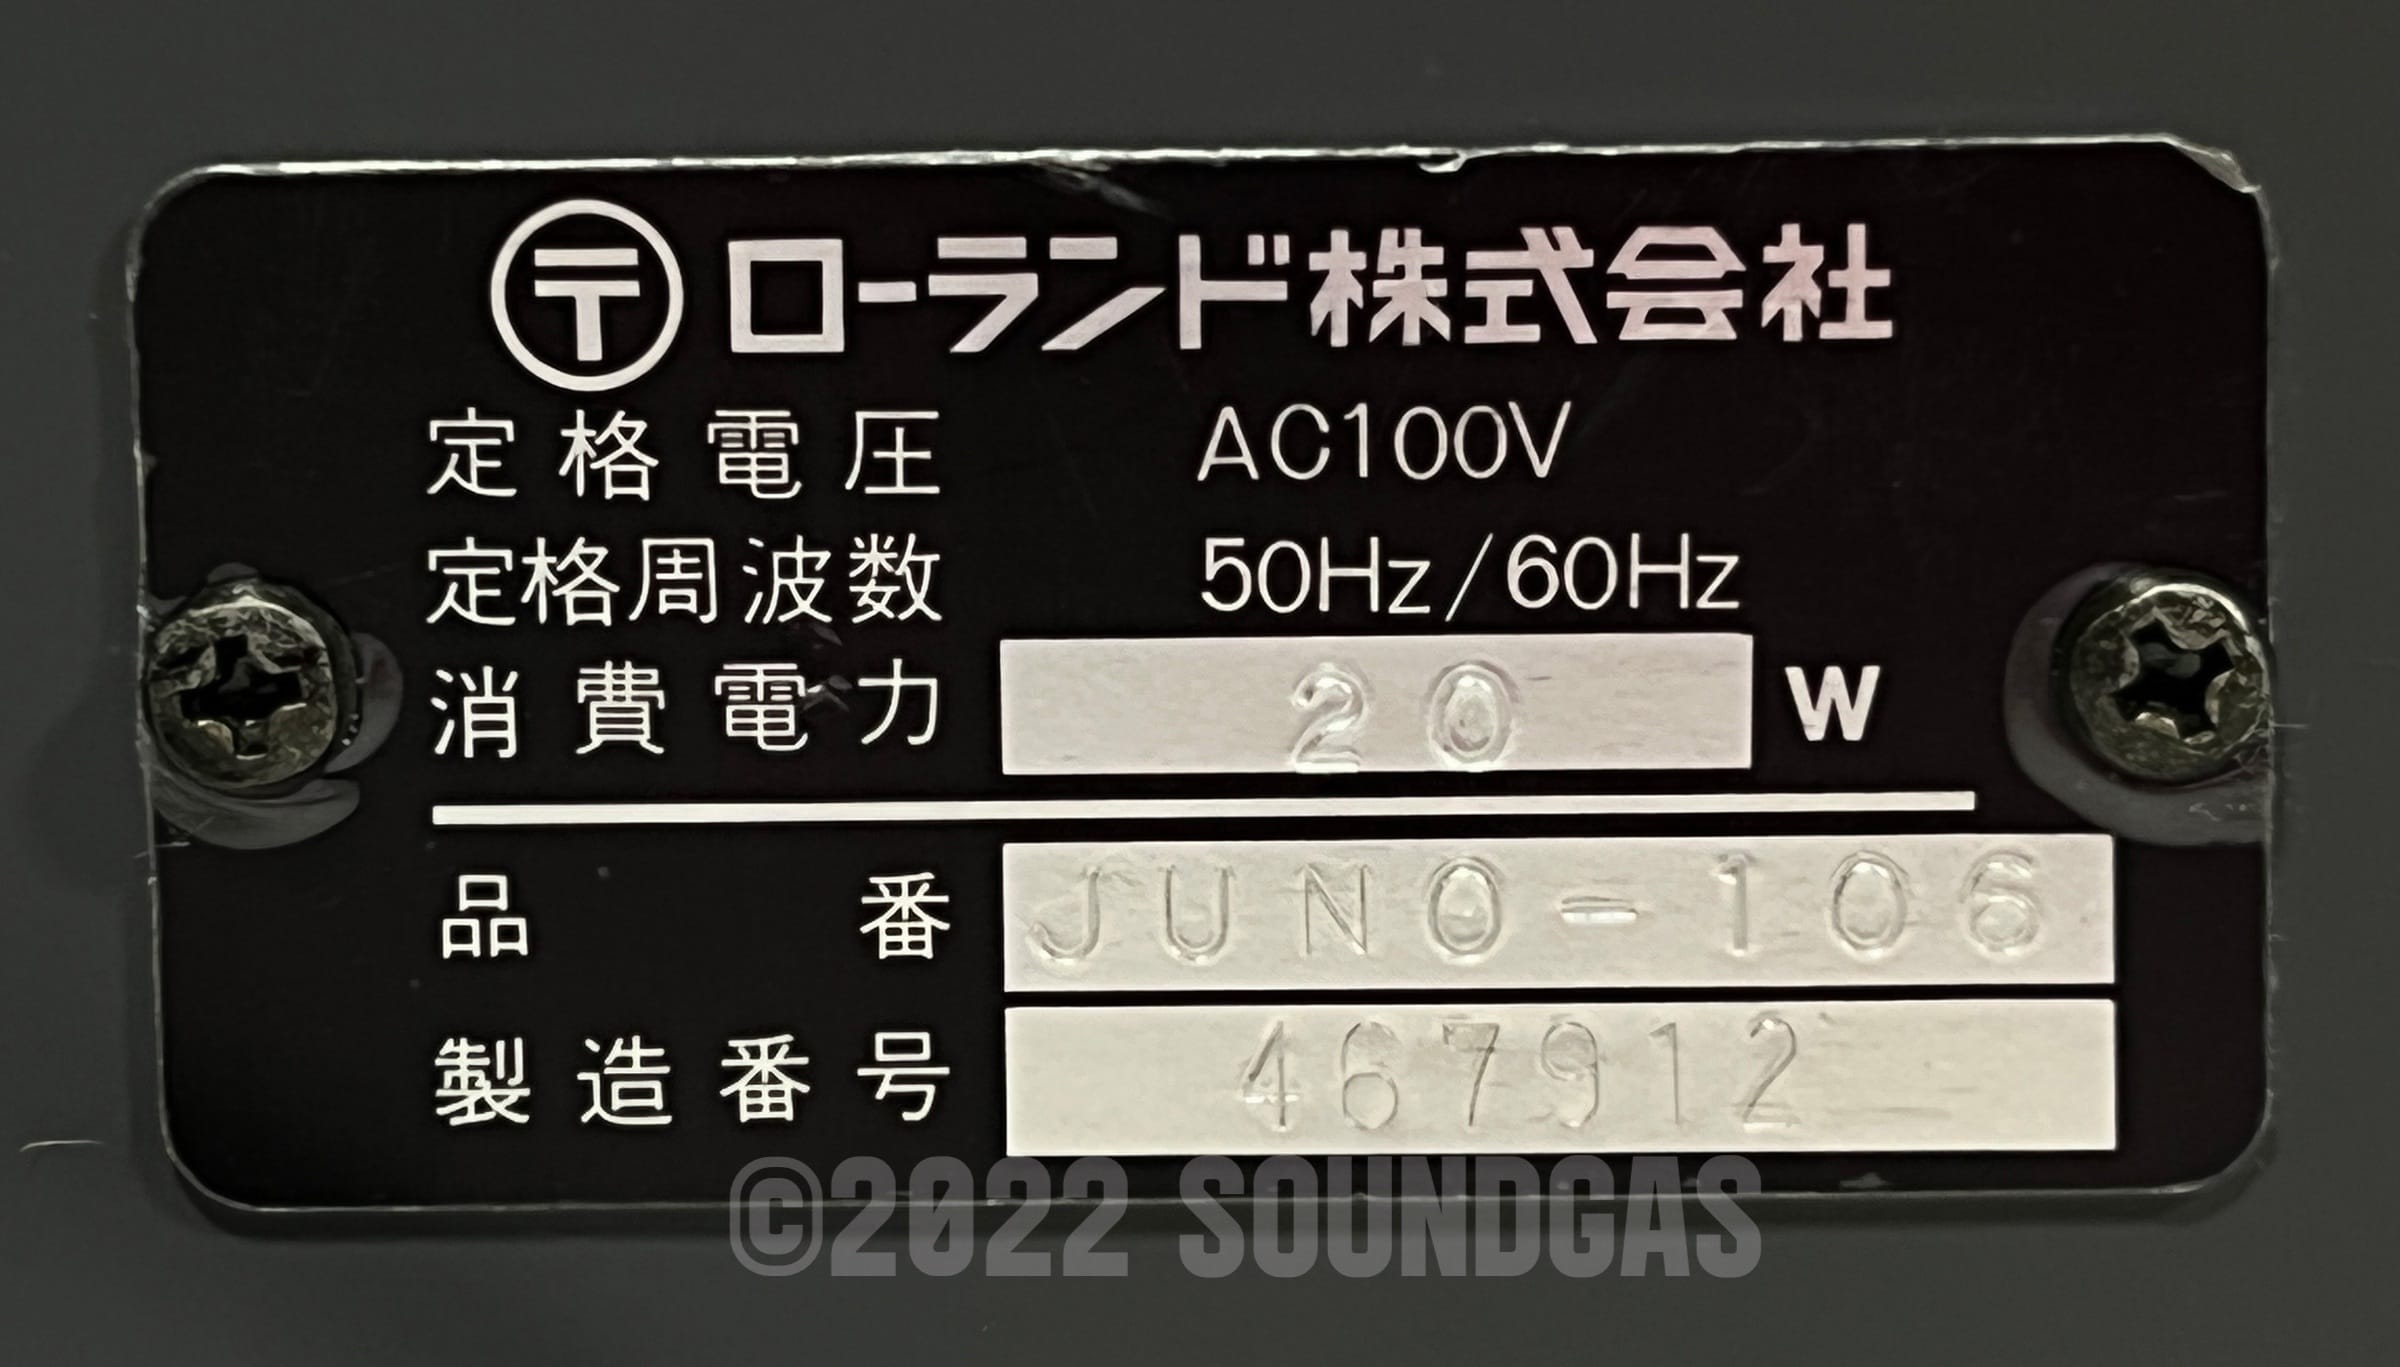 〒 ローランド株式会社
定格電圧 AC100V
定格周波数 50Hz/60Hz
消費電力 20 W
品番 JUNO-106
製造番号 467912
©2022 SOUNDGAS